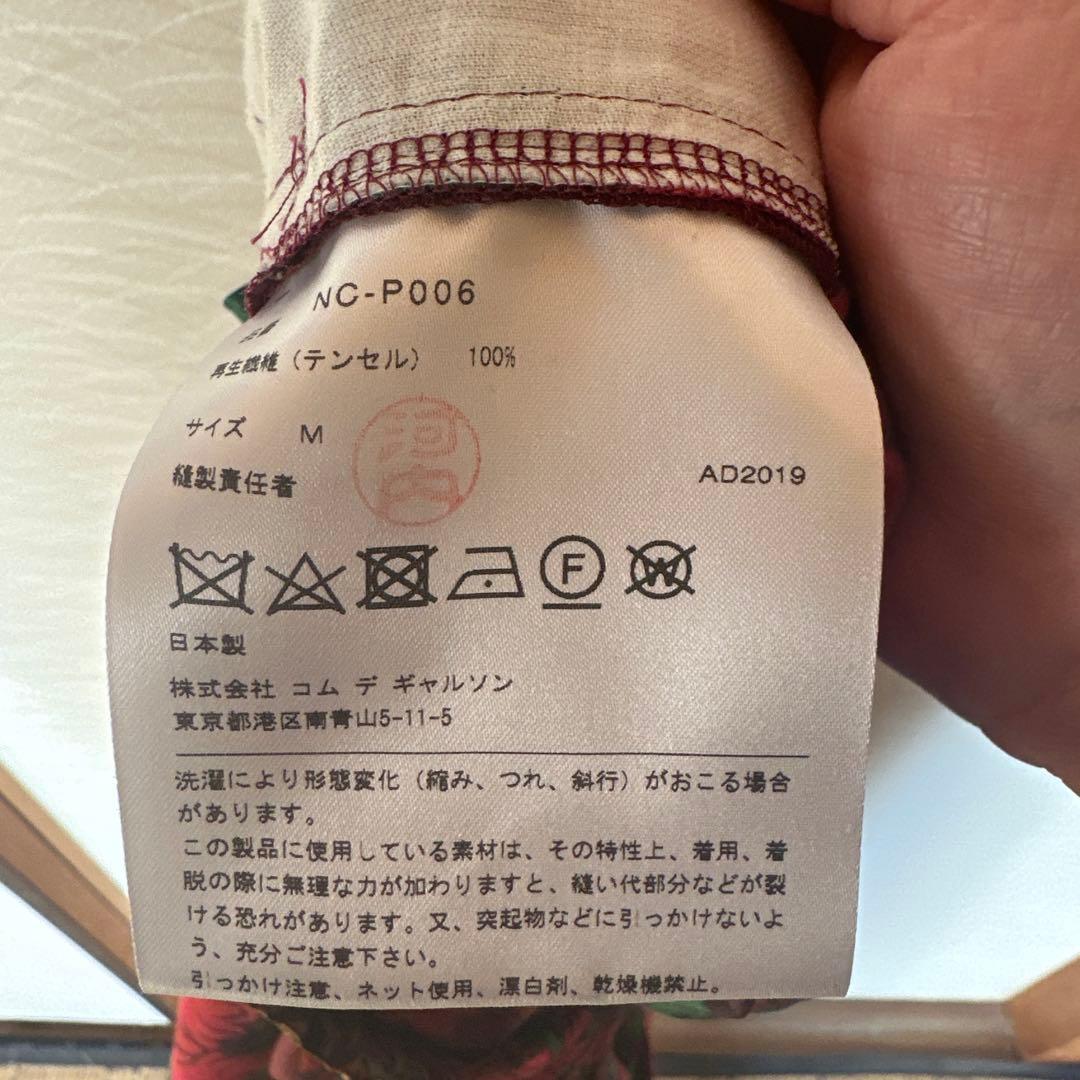 NC-P006
再生繊維（テンセル） 100%
サイズ M
河内
縫製責任者
AD2019
F
W
日本製
株式会社 コム デ ギャルソン
東京都港区南青山5-11-5
洗濯により形態変化（縮み、つれ、斜行）がおこる場合
があります。
この製品に使用している素材は、その特性上、着用、着
脱の際に無理な力が加わりますと、縫い代部分などが裂
ける恐れがあります。又、突起物などに引っかけないよ
う、充分ご注意下さい。
引っかけ注意、ネット使用、漂白剤、乾燥機禁止。